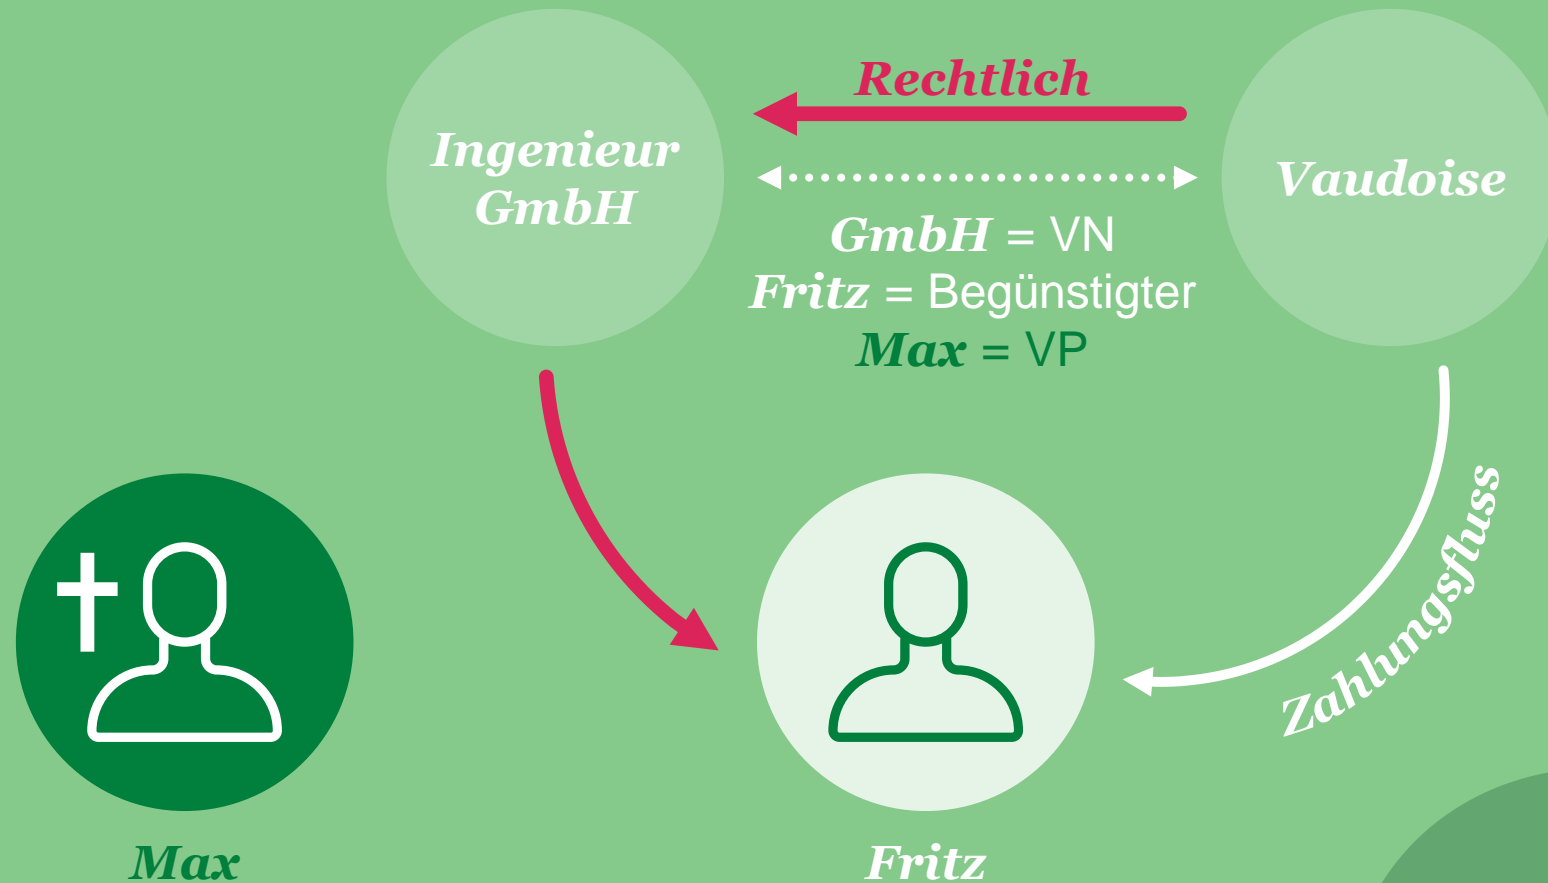 Rechtlich
Ingenieur
GmbH
Vaudoise
GmbH = VN
Fritz = Begünstigter
Max = VP
Zahlungsfluss
Max
Fritz